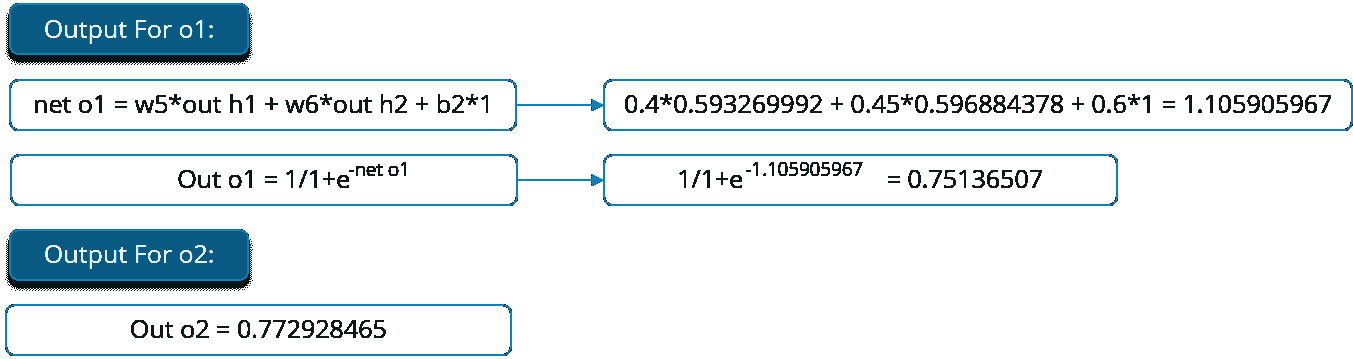 Output For o1:
net o1 = w5*out h1 + w6*out h2 + b2*1
0.4*0.593269992 + 0.45*0.596884378 + 0.6*1 = 1.105905967
Out o1 = 1/1+e-net o1
1/1+e-1.105905967 = 0.75136507
Output For o2:
Out o2 = 0.772928465